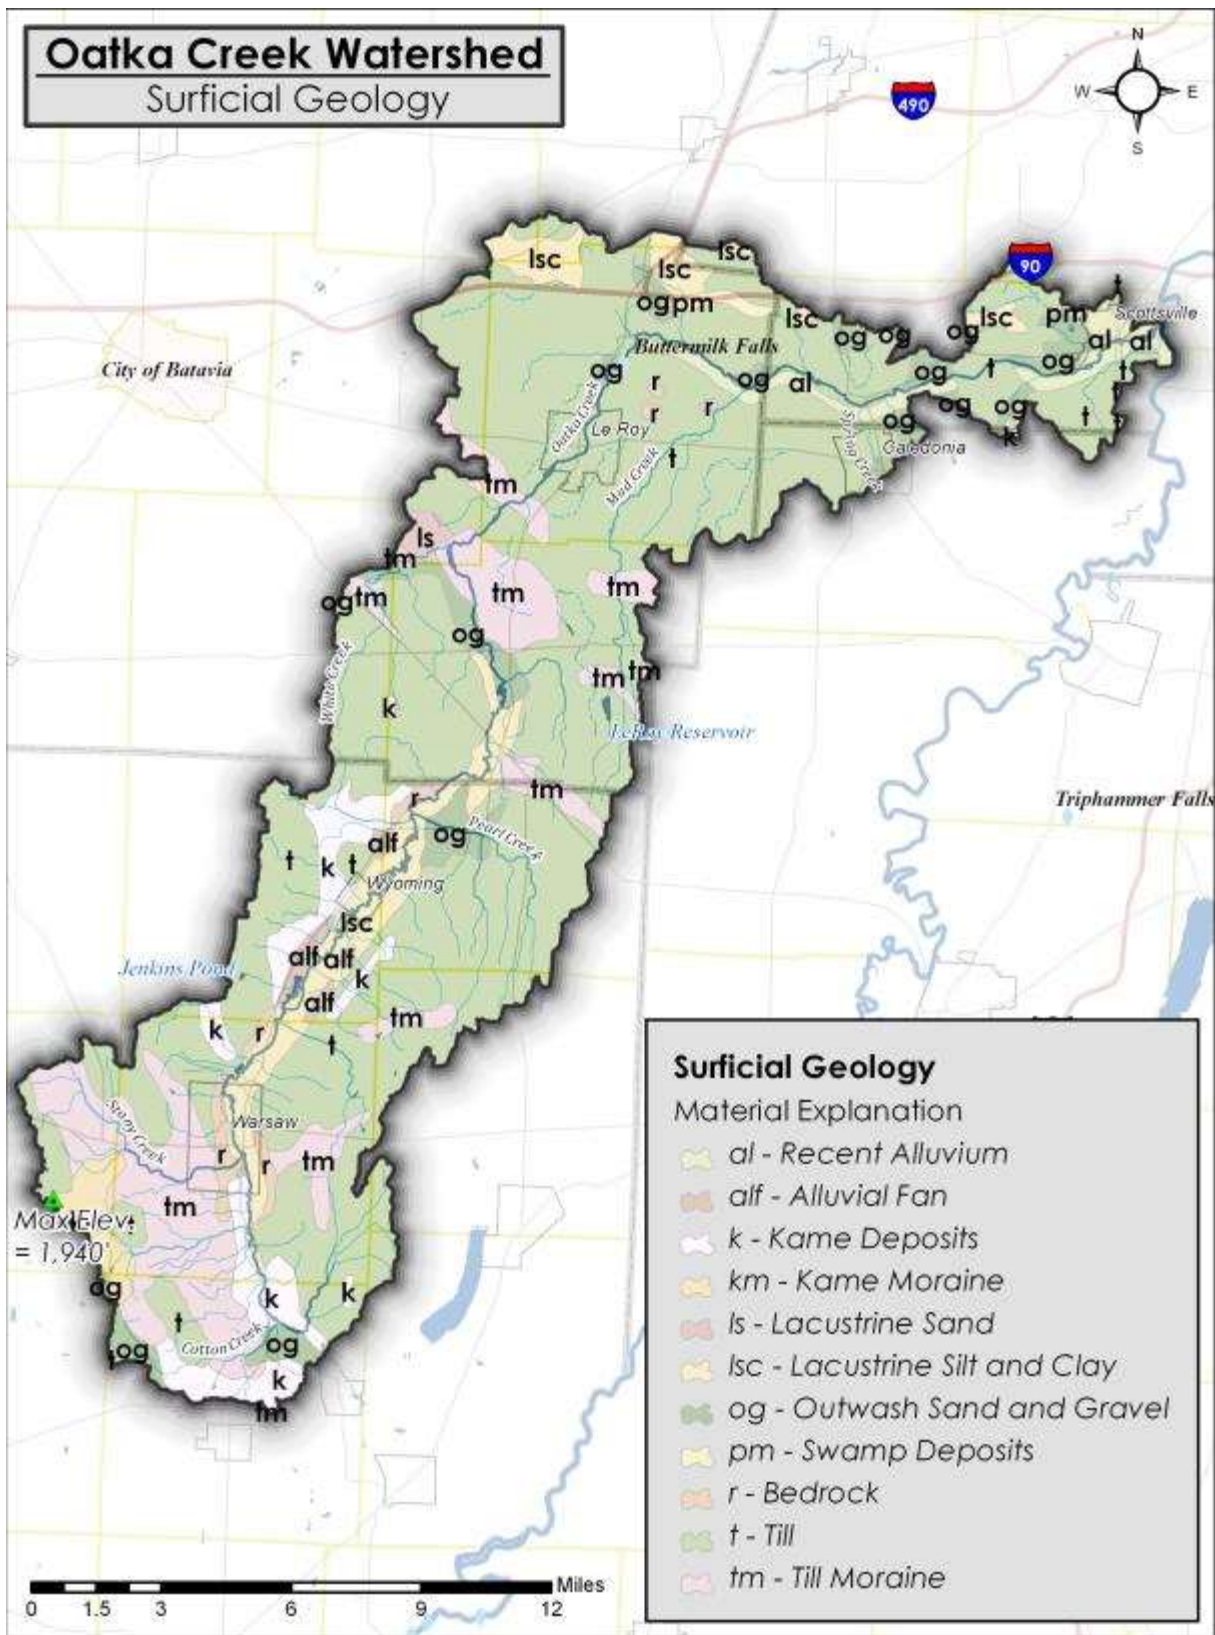 Oatka Creek Watershed
Surficial Geology
N
W E
S
490
90
lsc
lsc
lsc
og pm
lsc
og
og
og
lsc
pm
t
Scottsville
al
al
City of Batavia
Buttermilk Falls
og
r
og
al
og
t
og
t
r
r
Oatka Creek
Le Roy
og
og
og
t
k
Spring Creek
Caledonia
Mud Creek
t
tm
ls
tm
og tm
tm
tm
og
White Creek
tm tm
k
LeRoy Reservoir
tm
r
Triphammer Falls
og
Pearl Creek
alf
t
k
t
Wyoming
lsc
alf alf
k
Jenkins Pond
alf
k
r
t
tm
Stony Creek
Warsaw
r
r
tm
tm
Max Elev.
= 1,940'
t
t
og
k
k
t
Cotton Creek
og
og
t
k
tm
Surficial Geology
Material Explanation
al - Recent Alluvium
alf - Alluvial Fan
k - Kame Deposits
km - Kame Moraine
ls - Lacustrine Sand
lsc - Lacustrine Silt and Clay
og - Outwash Sand and Gravel
pm - Swamp Deposits
r - Bedrock
t - Till
tm - Till Moraine
Miles
0 1.5 3 6 9 12